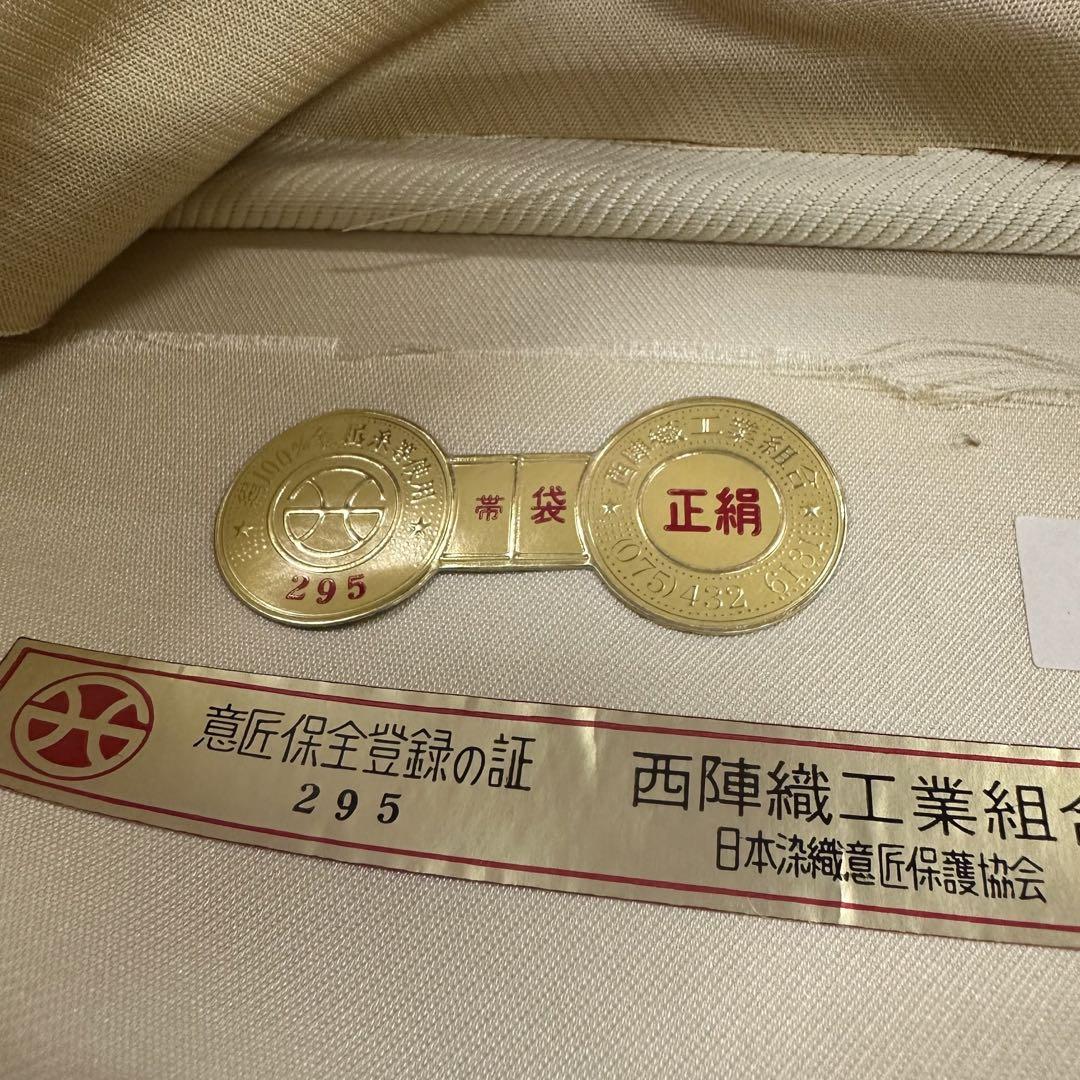 295
帯 袋
西陣織工業組合
正絹
(075)432 6131
意匠保全登録の証
295
西陣織工業組合
日本染織意匠保護協会